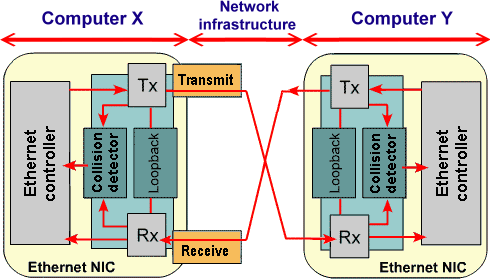 Computer X
Network
infrastructure
Computer Y
Tx
Transmit
Tx
Ethernet
controller
Collision
detector
Loopback
Loopback
Collision
detector
Ethernet
controller
Rx
Receive
Rx
Ethernet NIC
Ethernet NIC